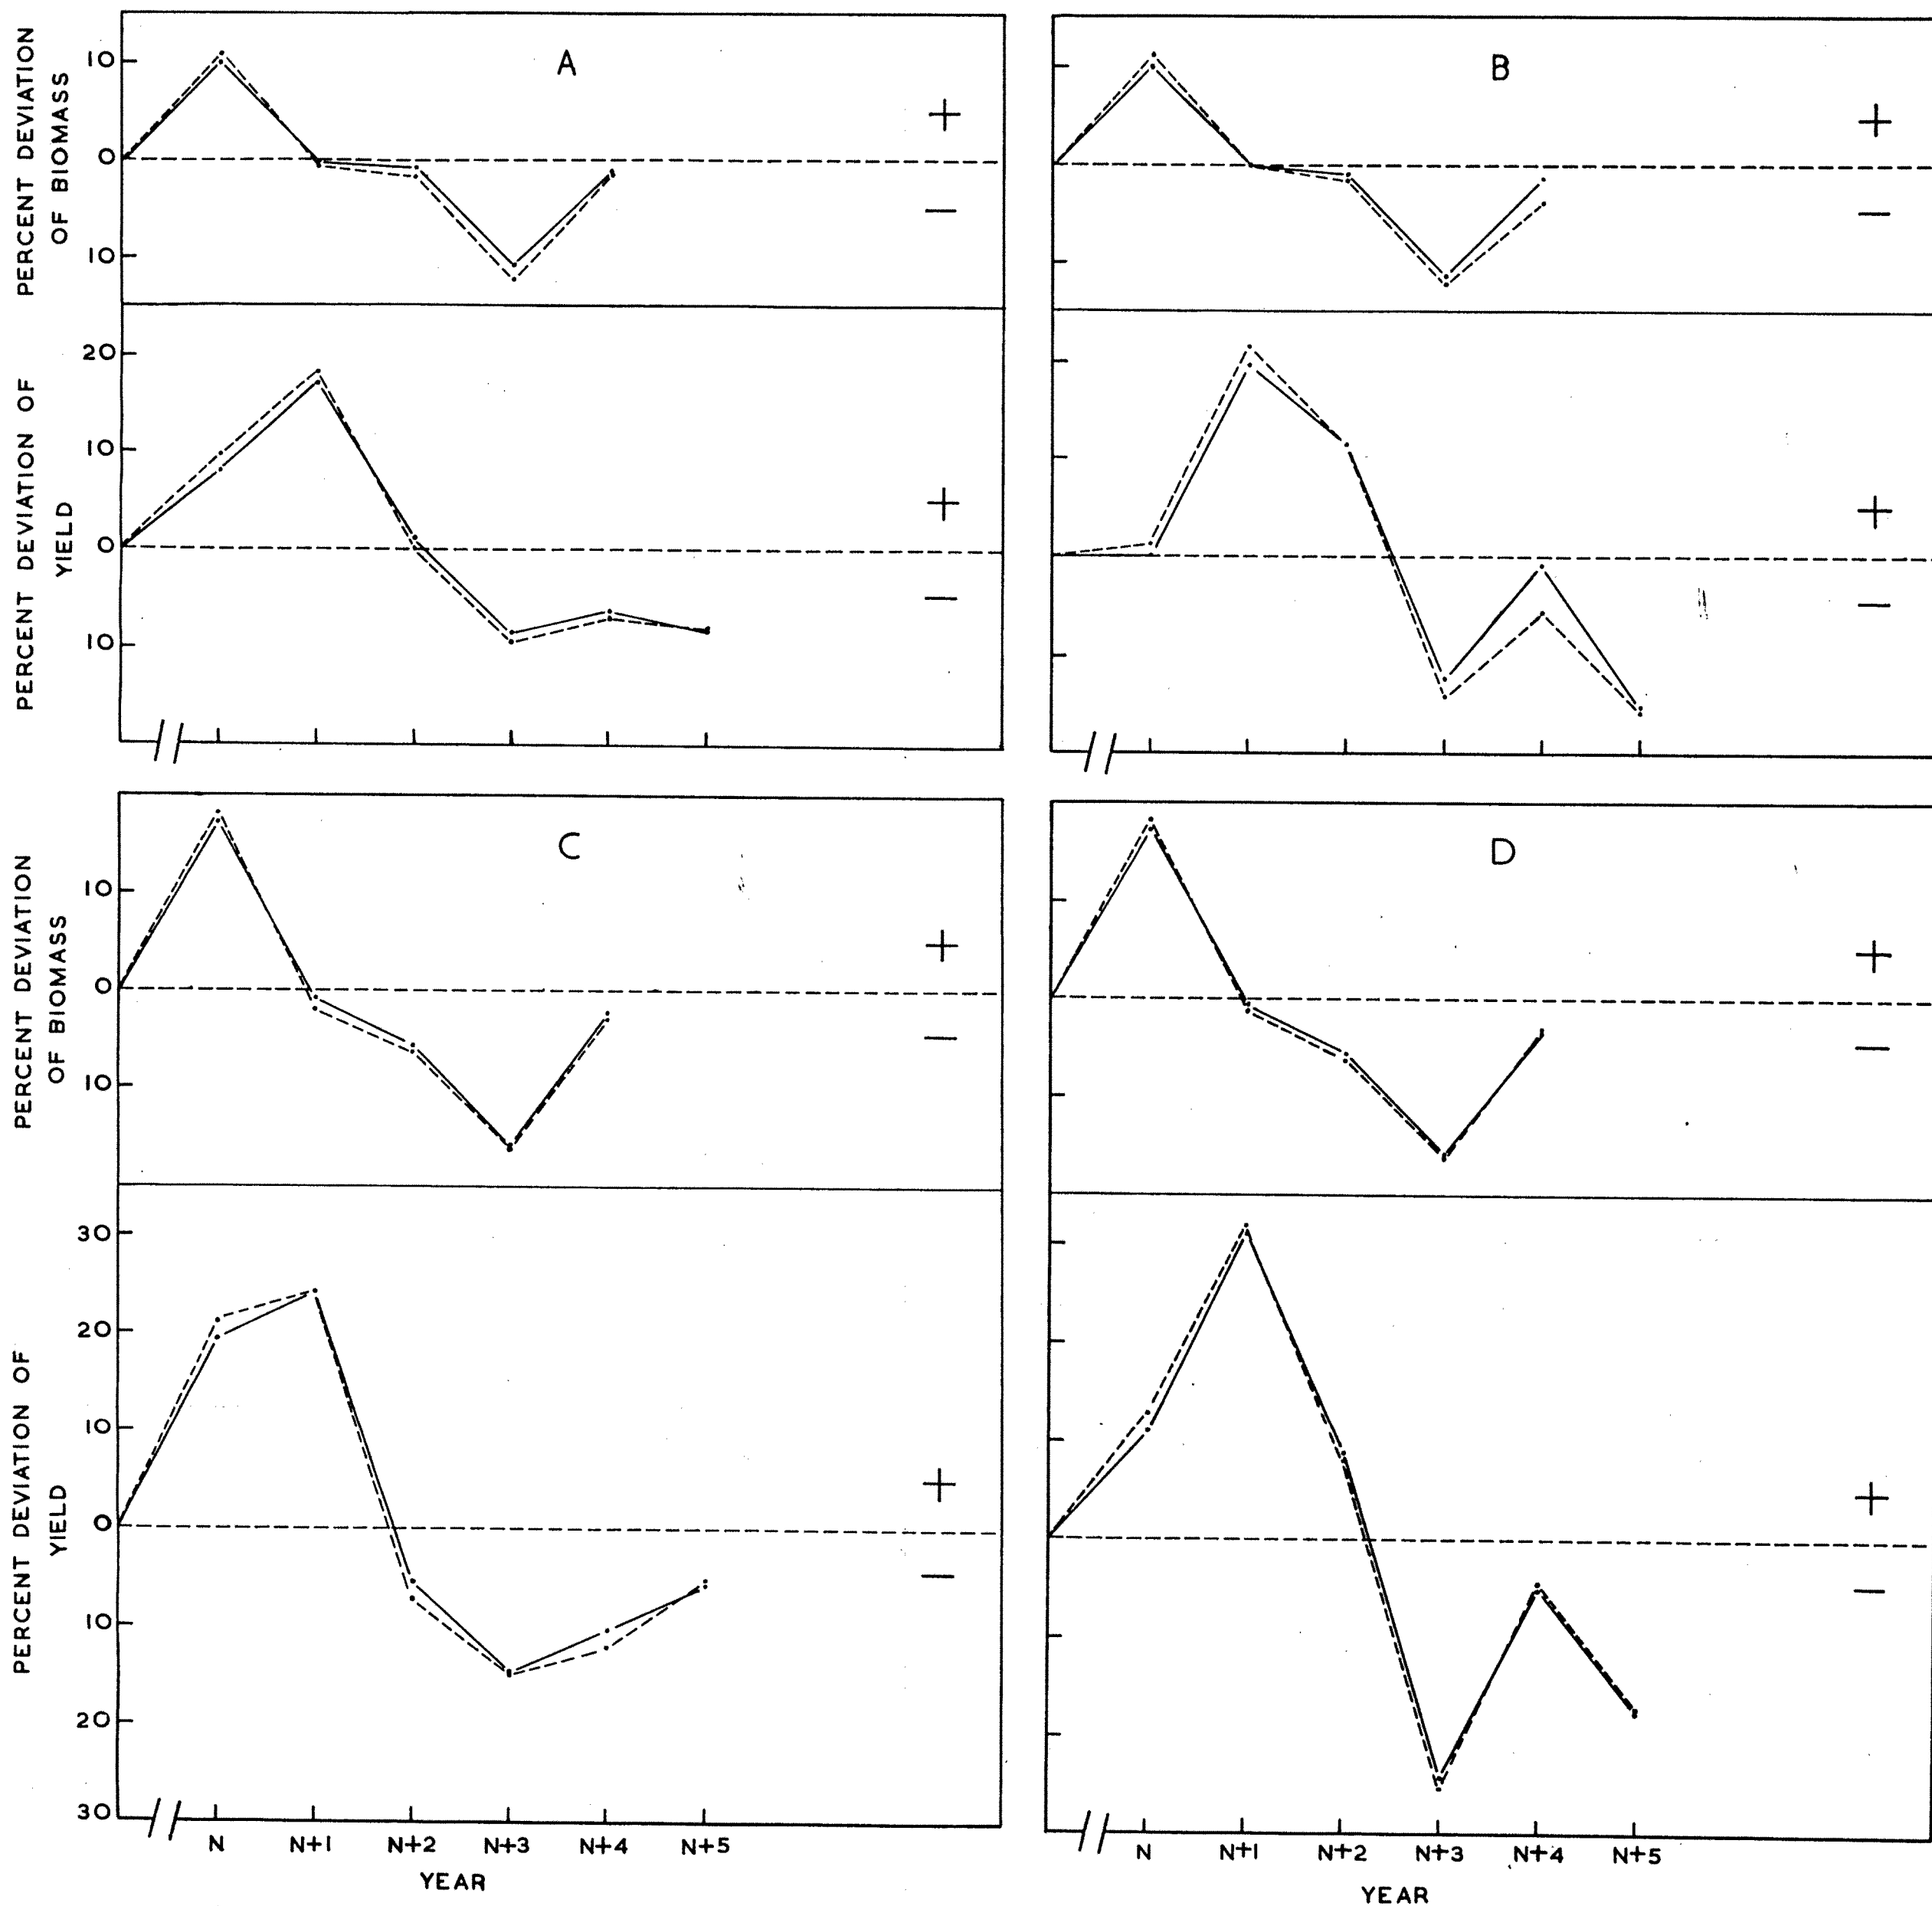 PERCENT DEVIATION
OF BIOMASS
10
0
10
A
+
−
PERCENT DEVIATION OF
YIELD
20
10
0
10
+
−
B
+
−
+
−
PERCENT DEVIATION
OF BIOMASS
10
0
10
C
+
−
PERCENT DEVIATION OF
YIELD
30
20
10
0
10
20
30
+
−
N N+1 N+2 N+3 N+4 N+5
YEAR
D
+
−
+
−
N N+1 N+2 N+3 N+4 N+5
YEAR